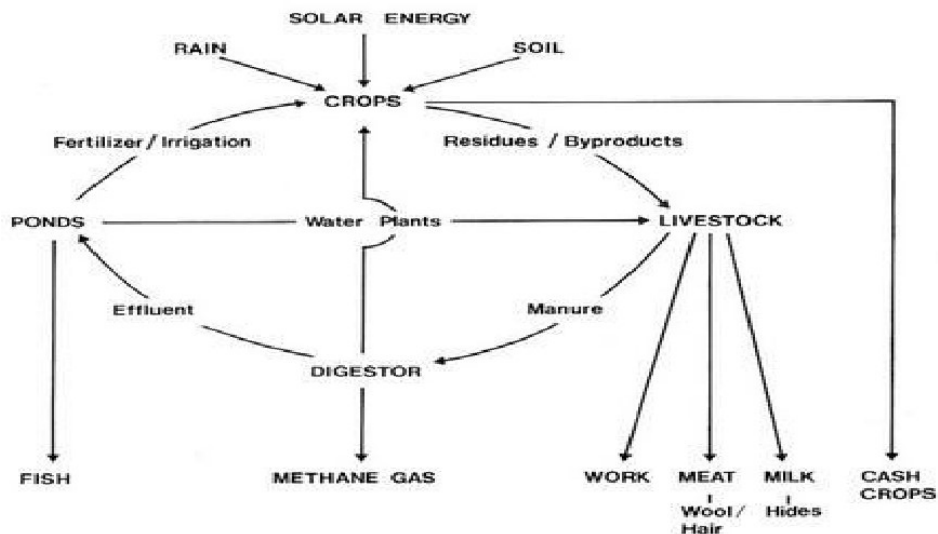 SOLAR ENERGY
RAIN
SOIL
CROPS
Fertilizer / Irrigation
Residues / Byproducts
PONDS
Water Plants
LIVESTOCK
Effluent
Manure
DIGESTOR
FISH
METHANE GAS
WORK
MEAT
MILK
CASH
CROPS
Wool /
Hair
Hides